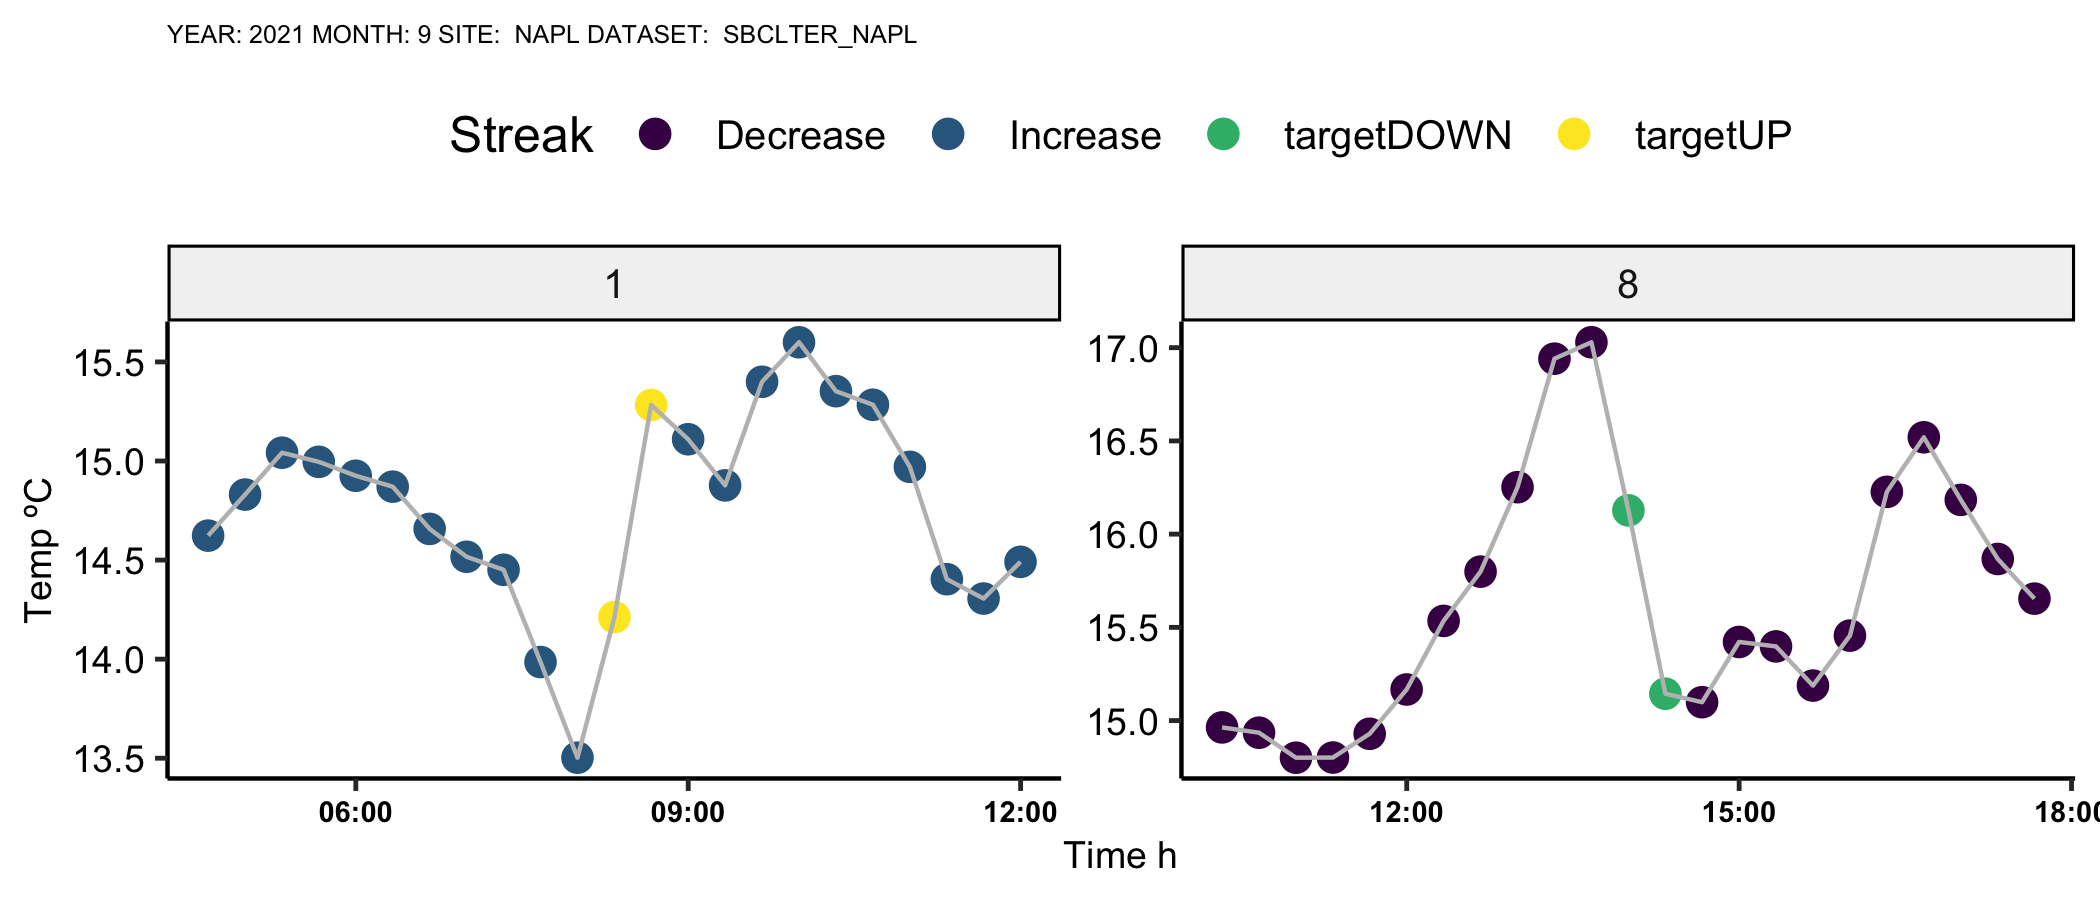 YEAR: 2021 MONTH: 9 SITE:  NAPL DATASET:  SBCLTER_NAPL
Streak Decrease Increase targetDOWN targetUP
1 8
Temp ºC
15.5
15.0
14.5
14.0
13.5
17.0
16.5
16.0
15.5
15.0
06:00 09:00 12:00 12:00 15:00 18:00
Time h